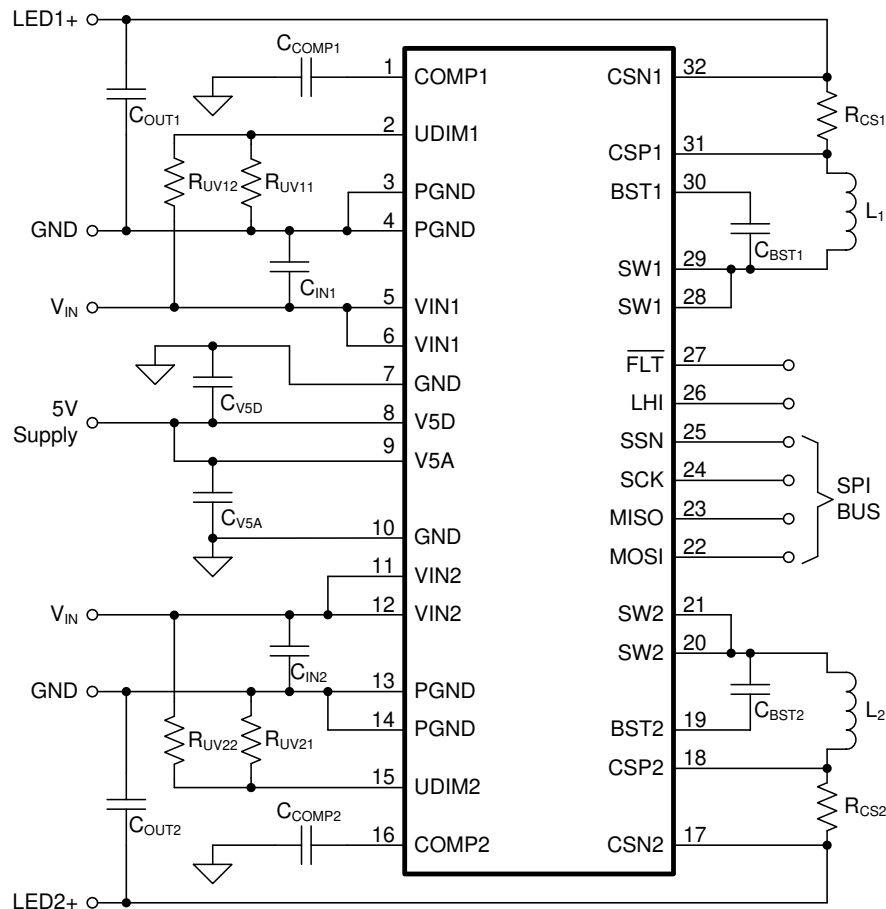 LED1+
C_COMP1
1 COMP1
CSN1 32
C_OUT1
R_CS1
2 UDIM1
CSP1 31
R_UV12
R_UV11
3 PGND
BST1 30
L_1
GND
4 PGND
C_BST1
C_IN1
SW1 29
V_IN
5 VIN1
SW1 28
6 VIN1
F̅L̅T̅ 27
7 GND
C_V5D
LHI 26
5V
Supply
8 V5D
SSN 25
9 V5A
SCK 24
SPI
BUS
C_V5A
MISO 23
10 GND
MOSI 22
11 VIN2
SW2 21
V_IN
12 VIN2
SW2 20
C_IN2
GND
13 PGND
C_BST2
L_2
14 PGND
BST2 19
R_UV22
R_UV21
CSP2 18
15 UDIM2
R_CS2
C_OUT2
C_COMP2
16 COMP2
CSN2 17
LED2+